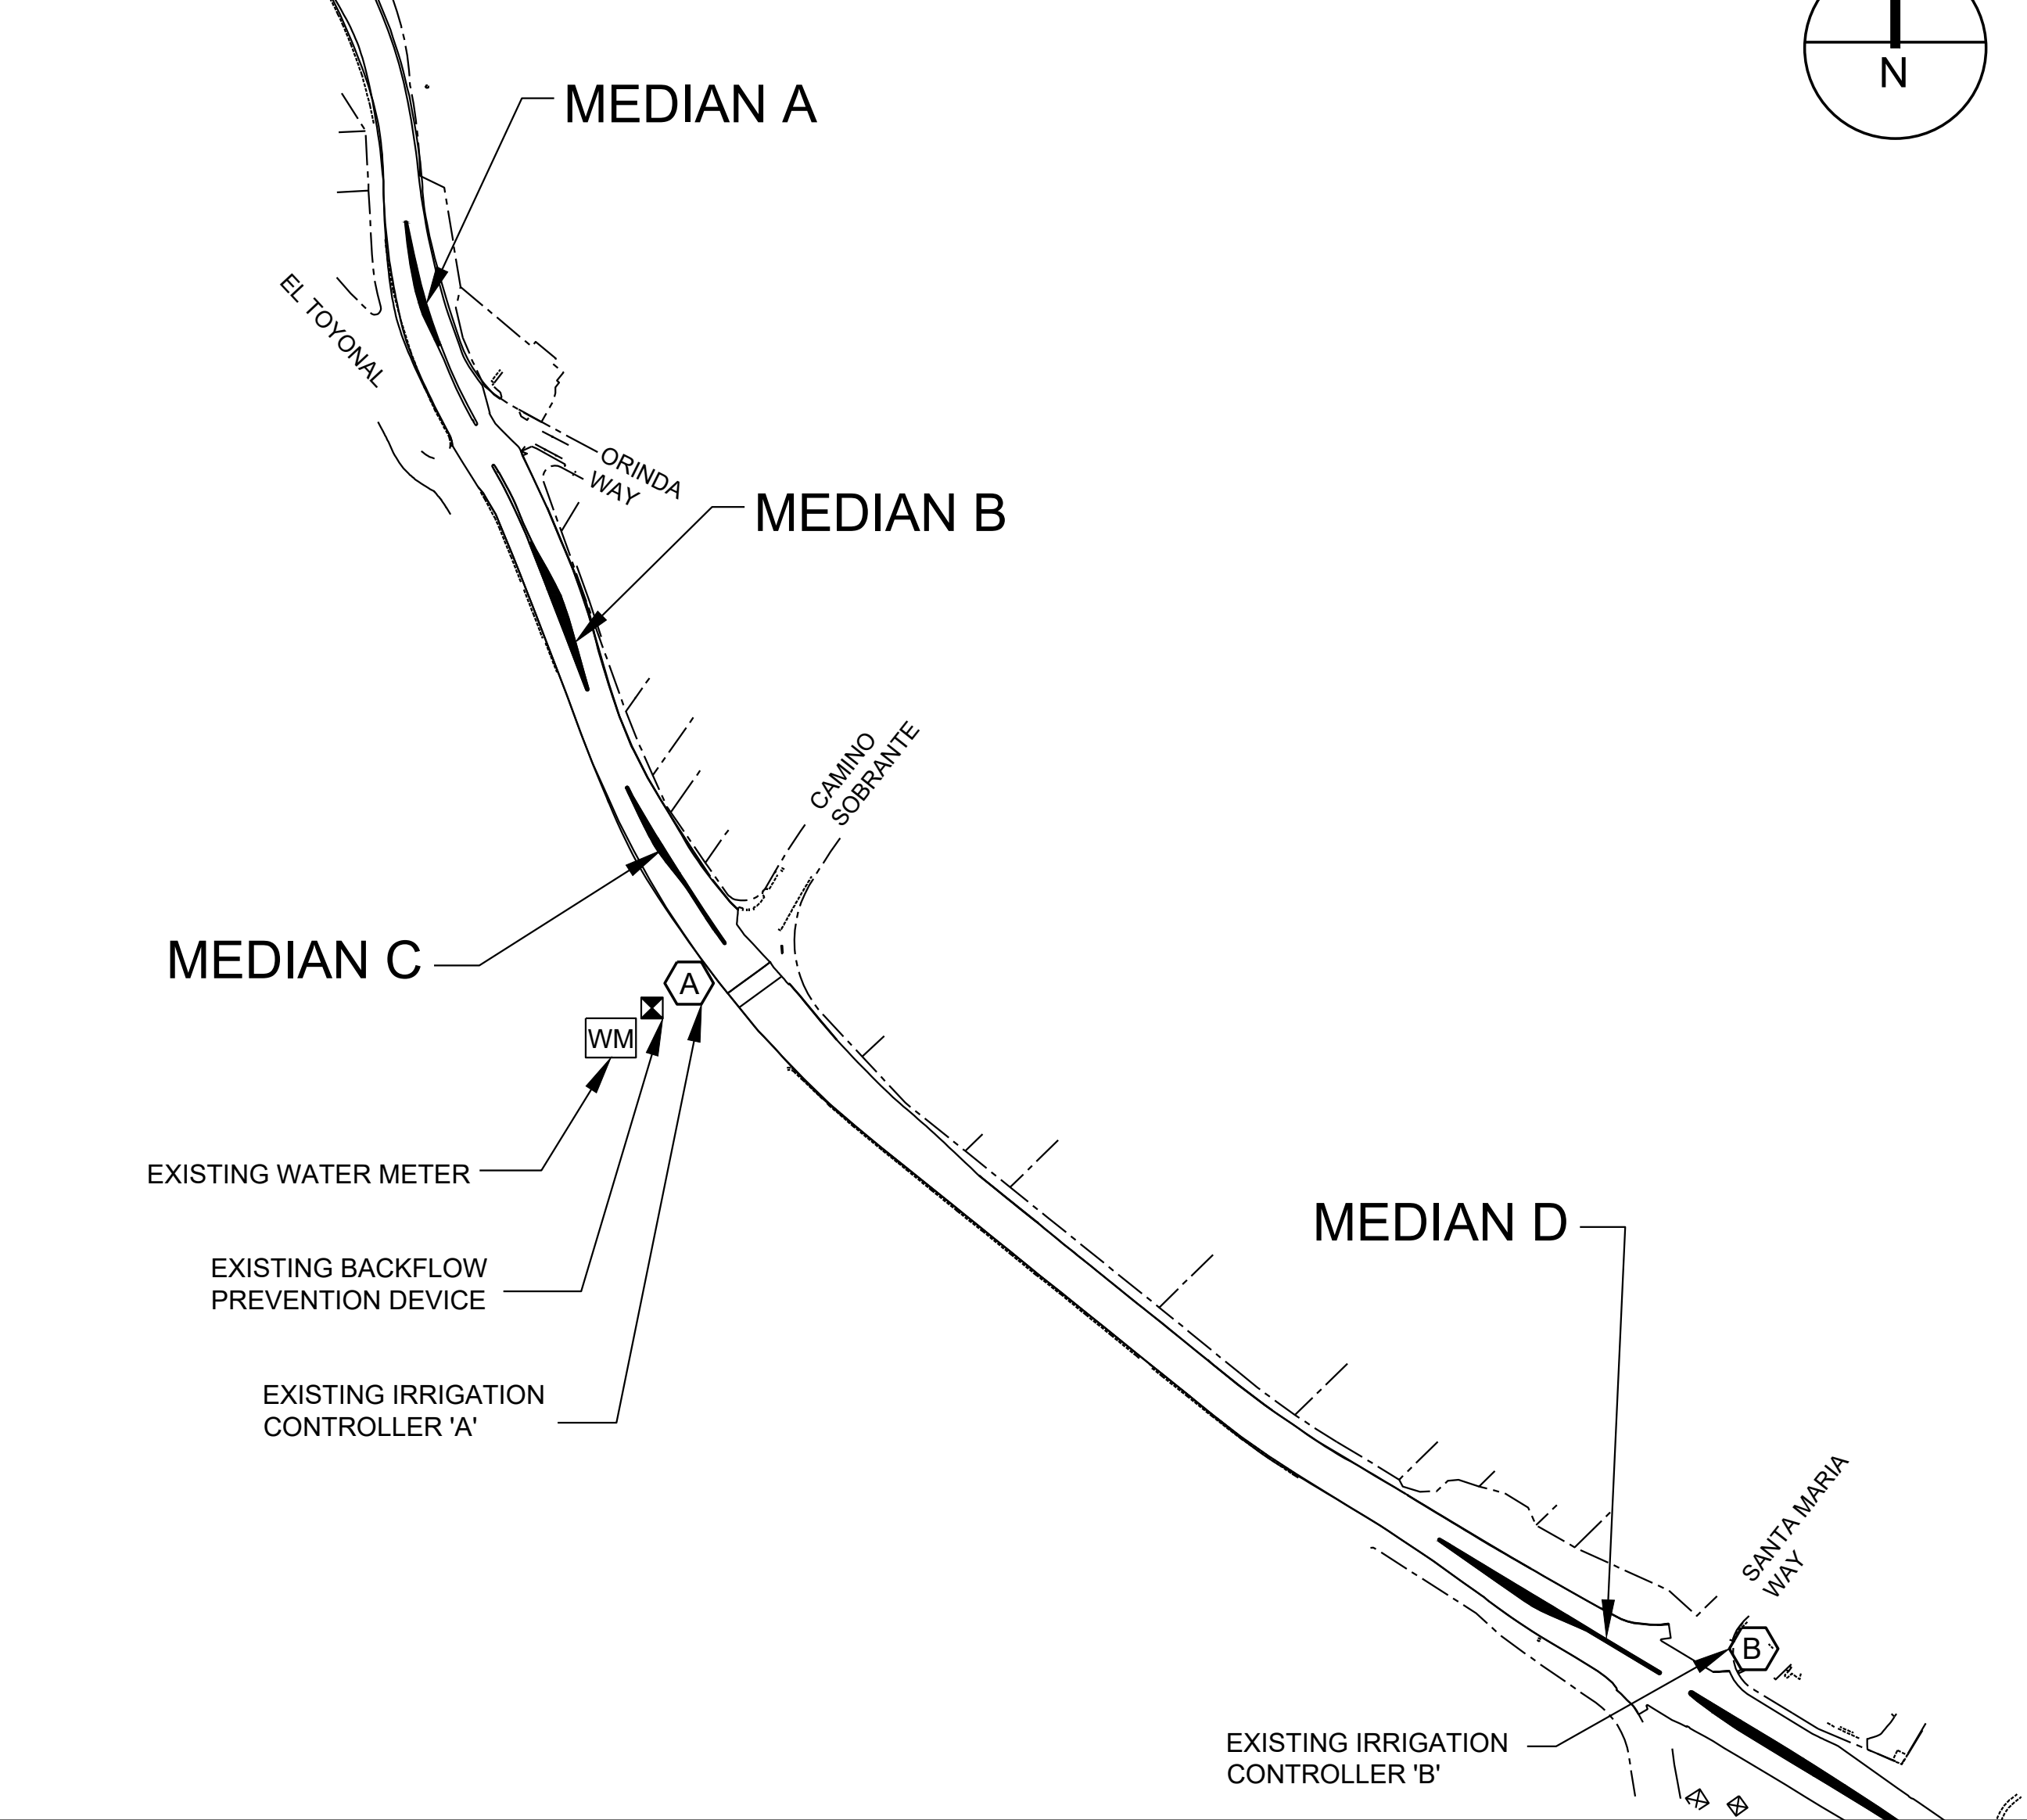 N
MEDIAN A
EL TOYONAL
ORINDA
WAY
MEDIAN B
CAMINO
SOBRANTE
MEDIAN C
A
WM
EXISTING WATER METER
EXISTING BACKFLOW
PREVENTION DEVICE
EXISTING IRRIGATION
CONTROLLER 'A'
MEDIAN D
SANTA MARIA
WAY
B
EXISTING IRRIGATION
CONTROLLER 'B'